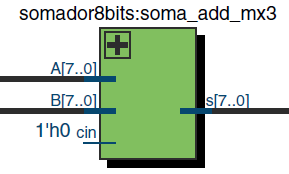 somador8bits:soma_add_mx3
A[7..0]
B[7..0] s[7..0]
1'h0 cin